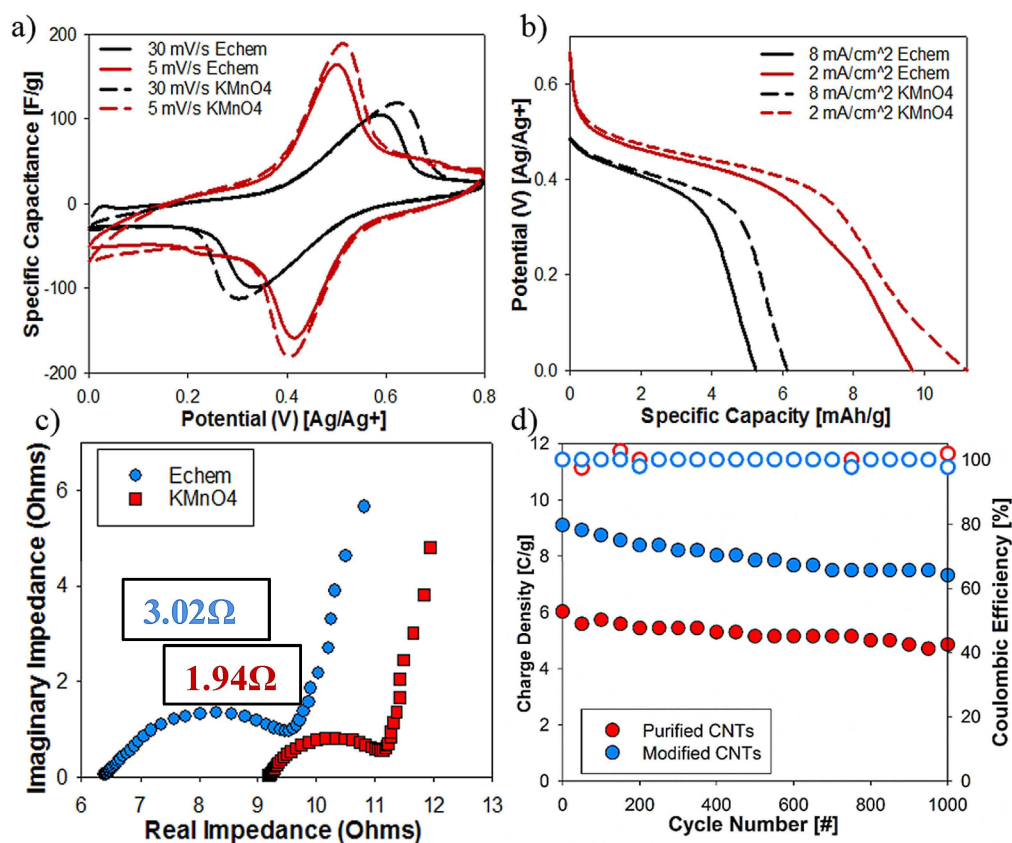 a)
200
100
0
-100
-200
Specific Capacitance [F/g]
30 mV/s Echem
5 mV/s Echem
30 mV/s KMnO4
5 mV/s KMnO4
0.0 0.2 0.4 0.6 0.8
Potential (V) [Ag/Ag+]
b)
0.6
0.4
0.2
0.0
Potential (V) [Ag/Ag+]
8 mA/cm^2 Echem
2 mA/cm^2 Echem
8 mA/cm^2 KMnO4
2 mA/cm^2 KMnO4
0 2 4 6 8 10
Specific Capacity [mAh/g]
c)
6
4
2
0
Imaginary Impedance (Ohms)
Echem
KMnO4
3.02Ω
1.94Ω
6 7 8 9 10 11 12 13
Real Impedance (Ohms)
d)
12
10
8
6
4
2
0
Charge Density [C/g]
100
80
60
40
20
0
Coulombic Efficiency [%]
Purified CNTs
Modified CNTs
0 200 400 600 800 1000
Cycle Number [#]